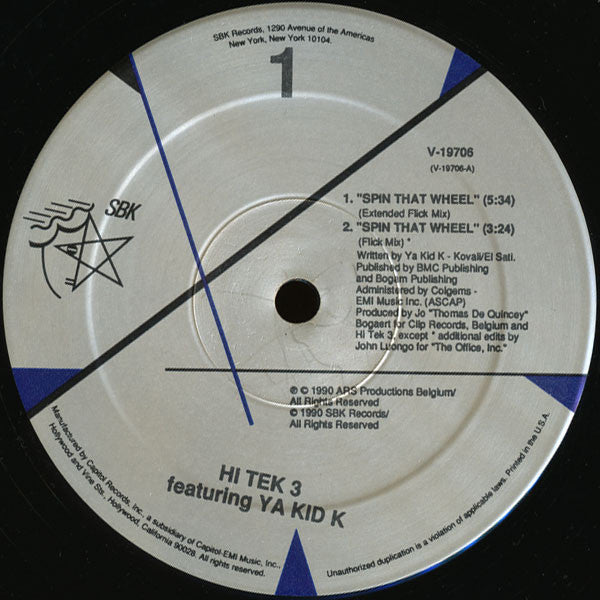 SBK Records, 1290 Avenue of the Americas
New York, New York 10104.
1
V-19706
(V-19706-A)
SBK
1. "SPIN THAT WHEEL" (5:34)
(Extended Flick Mix)
2. "SPIN THAT WHEEL" (3:24)
(Flick Mix) *
Written by Ya Kid K - Kovali/El Sati.
Published by BMC Publishing
and Bogam Publishing
Administered by Colgems -
EMI Music Inc. (ASCAP)
Produced by Jo "Thomas De Quincey"
Bogaert for Clip Records, Belgium and
Hi Tek 3, except * additional edits by
John Luongo for "The Office, Inc."
℗ © 1990 ARS Productions Belgium/
All Rights Reserved
© 1990 SBK Records/
All Rights Reserved
HI TEK 3
featuring YA KID K
Manufactured by Capitol Records, Inc., a subsidiary of Capitol-EMI Music, Inc.,
Hollywood and Vine Sts., Hollywood, California 90028. All rights reserved.
Unauthorized duplication is a violation of applicable laws. Printed in the U.S.A.